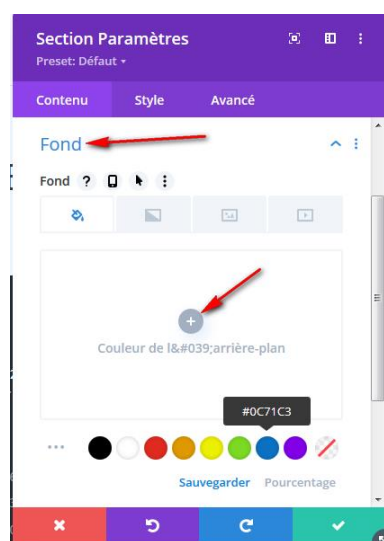 Section Paramètres
Preset: Défaut
Contenu Style Avancé
Fond
Fond ?
Couleur de l&#039;arrière-plan
#0C71C3
Sauvegarder Pourcentage